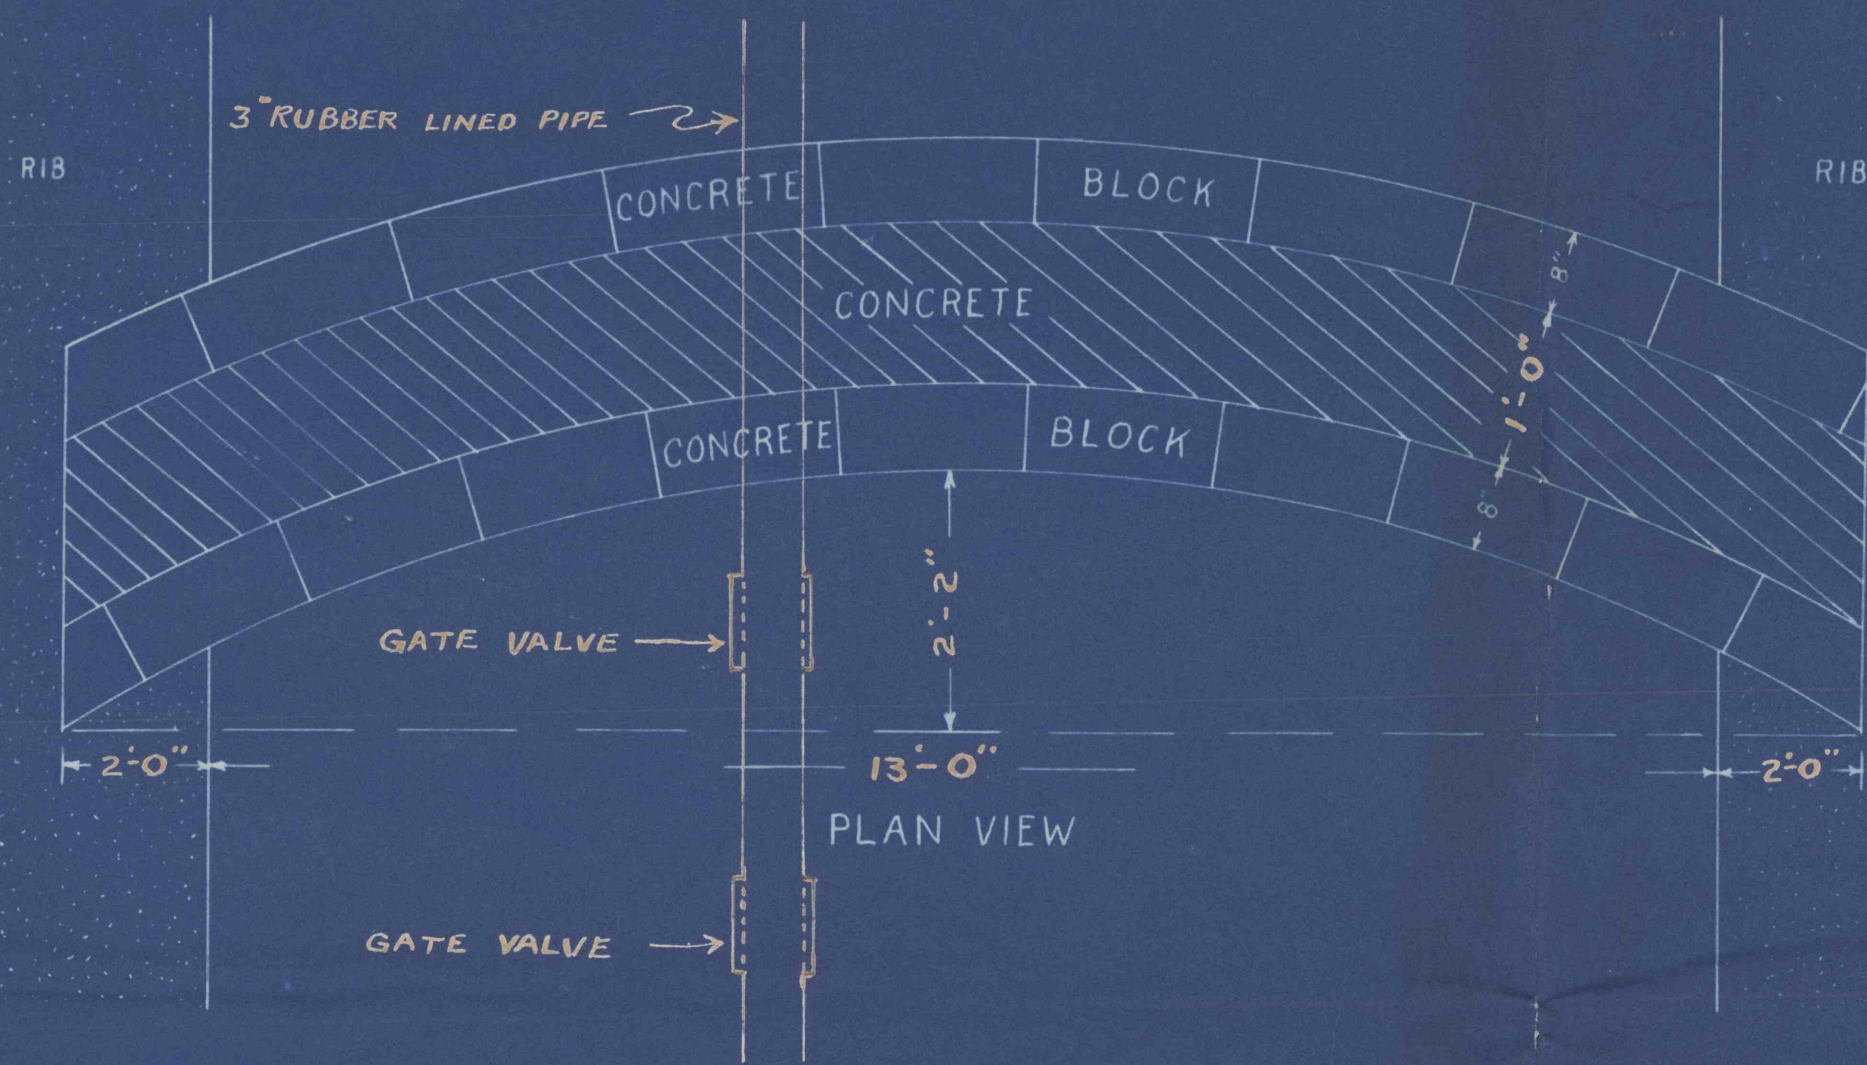 3" RUBBER LINED PIPE
RIB
RIB
CONCRETE BLOCK
8"
CONCRETE
1'-0"
CONCRETE BLOCK
8"
2'-2"
GATE VALVE
2'-0"
13'-0"
2'-0"
PLAN VIEW
GATE VALVE